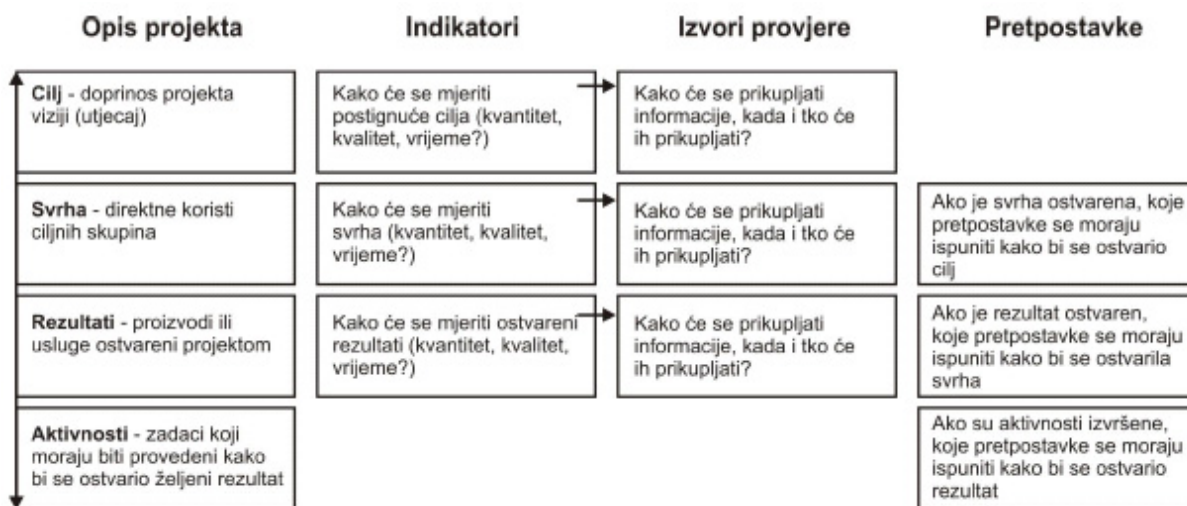 Opis projekta
Indikatori
Izvori provjere
Pretpostavke
Cilj - doprinos projekta
viziji (utjecaj)
Kako će se mjeriti
postignuće cilja (kvantitet,
kvalitet, vrijeme?)
Kako će se prikupljati
informacije, kada i tko će
ih prikupljati?
Svrha - direktne koristi
ciljnih skupina
Kako će se mjeriti
svrha (kvantitet, kvalitet,
vrijeme?)
Kako će se prikupljati
informacije, kada i tko će
ih prikupljati?
Ako je svrha ostvarena, koje
pretpostavke se moraju
ispuniti kako bi se ostvario
cilj
Rezultati - proizvodi ili
usluge ostvareni projektom
Kako će se mjeriti ostvareni
rezultati (kvantitet, kvalitet,
vrijeme?)
Kako će se prikupljati
informacije, kada i tko će
ih prikupljati?
Ako je rezultat ostvaren,
koje pretpostavke se moraju
ispuniti kako bi se ostvarila
svrha
Aktivnosti - zadaci koji
moraju biti provedeni kako
bi se ostvario željeni rezultat
Ako su aktivnosti izvršene,
koje pretpostavke se moraju
ispuniti kako bi se ostvario
rezultat